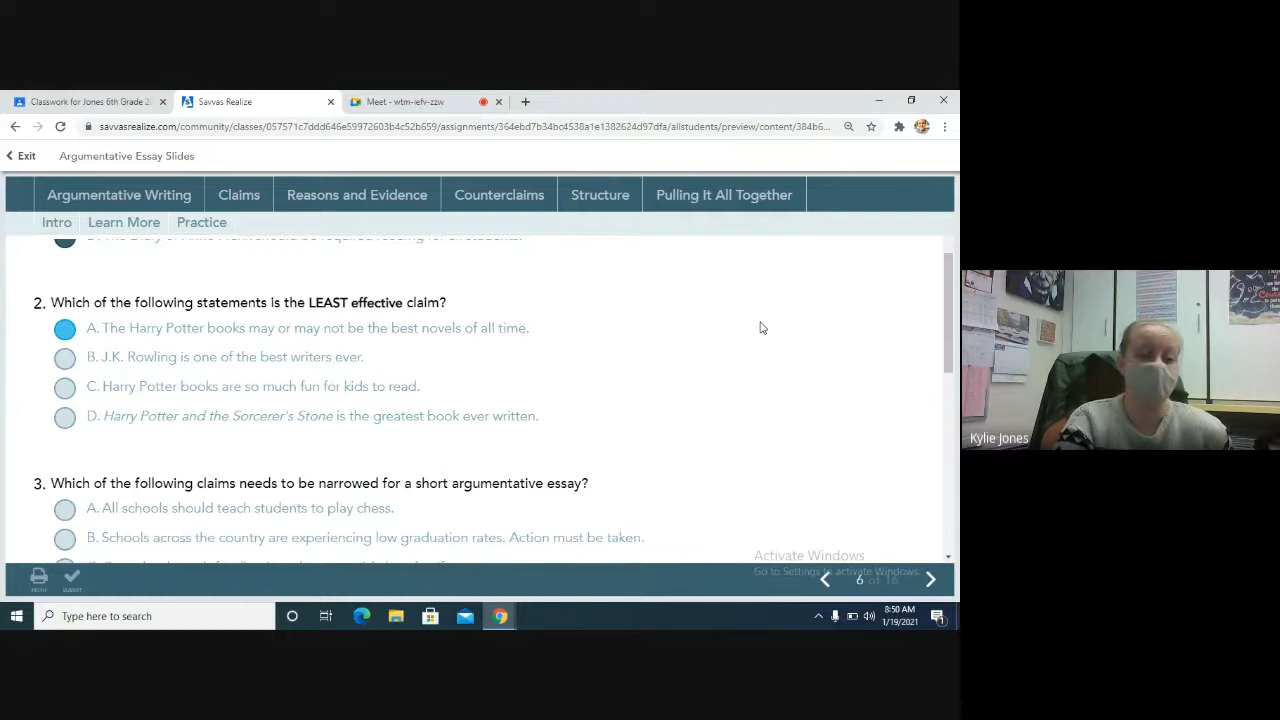 Classwork for Jones 6th Grade 2
Savvas Realize
Meet - wtm-iefv-zzw
savvasrealize.com/community/classes/057571c7ddd646e59972603b4c52b659/assignments/364ebd7b34bc4538a1e1382624d97dfa/allstudents/preview/content/384b6...
Exit
Argumentative Essay Slides
Argumentative Writing
Claims
Reasons and Evidence
Counterclaims
Structure
Pulling It All Together
Intro
Learn More
Practice
2. Which of the following statements is the LEAST effective claim?
A. The Harry Potter books may or may not be the best novels of all time.
B. J.K. Rowling is one of the best writers ever.
C. Harry Potter books are so much fun for kids to read.
D. Harry Potter and the Sorcerer's Stone is the greatest book ever written.
3. Which of the following claims needs to be narrowed for a short argumentative essay?
A. All schools should teach students to play chess.
B. Schools across the country are experiencing low graduation rates. Action must be taken.
Activate Windows
Go to Settings to activate Windows.
PRINT
SUBMIT
6 of 16
Type here to search
8:50 AM
1/19/2021
Kylie Jones